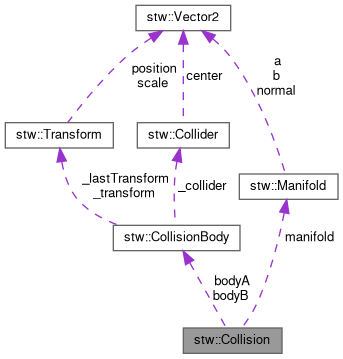 stw::Vector2
a
b
normal
position
scale
center
stw::Transform
stw::Collider
stw::Manifold
_lastTransform
_transform
_collider
stw::CollisionBody
manifold
bodyA
bodyB
stw::Collision